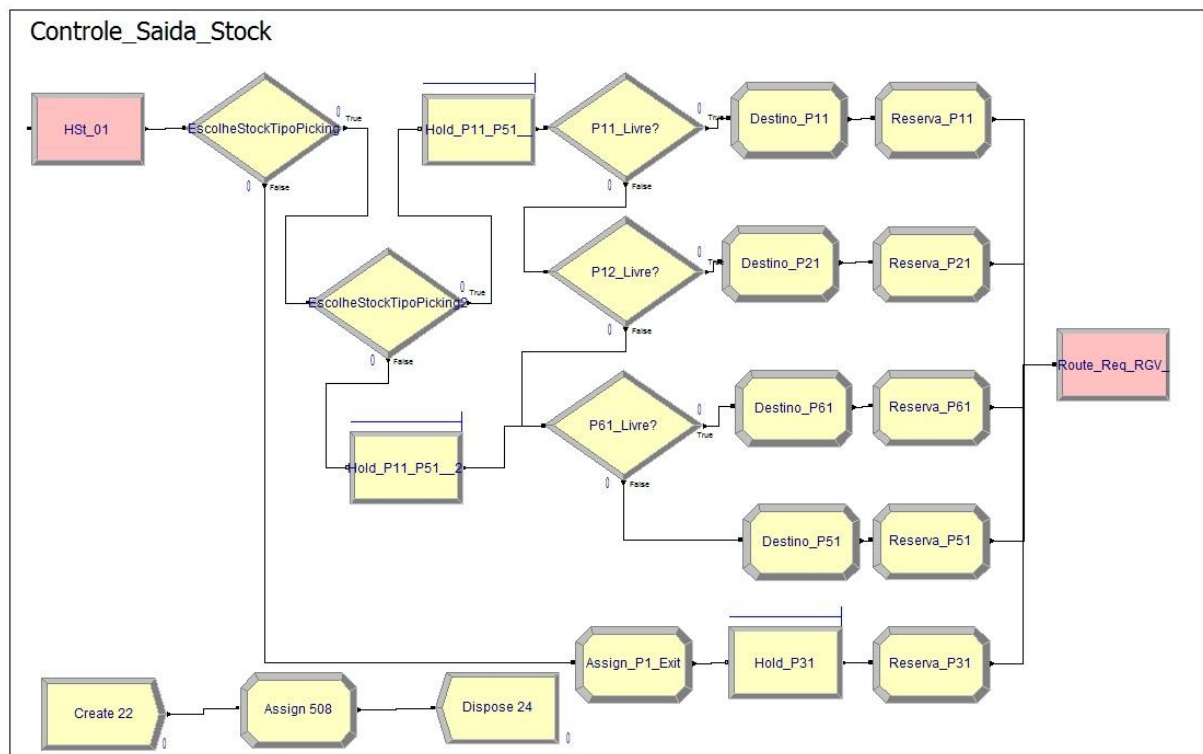 Controle_Saida_Stock
HSt_01
EscolheStockTipoPicking
0
True
0
False
Hold_P11_P51__
P11_Livre?
0
True
0
False
Destino_P11
Reserva_P11
EscolheStockTipoPicking2
0
True
0
False
P12_Livre?
0
True
0
False
Destino_P21
Reserva_P21
Route_Req_RGV_
Hold_P11_P51__2
P61_Livre?
0
True
0
False
Destino_P61
Reserva_P61
Destino_P51
Reserva_P51
Assign_P1_Exit
Hold_P31
Reserva_P31
Create 22
0
Assign 508
Dispose 24
0